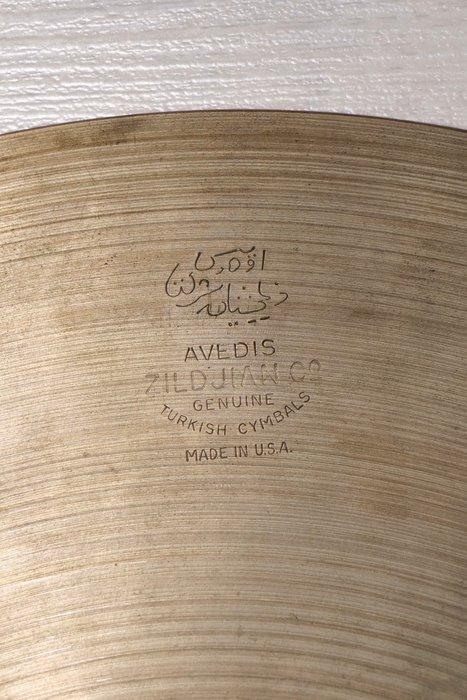 AVEDIS
ZILDJIAN CO
GENUINE
TURKISH CYMBALS
MADE IN U.S.A.